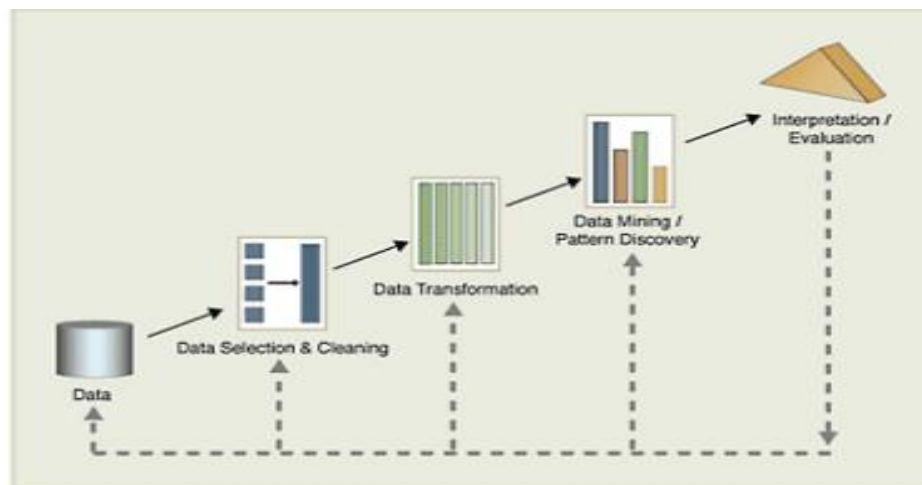 Data
Data Selection & Cleaning
Data Transformation
Data Mining /
Pattern Discovery
Interpretation /
Evaluation